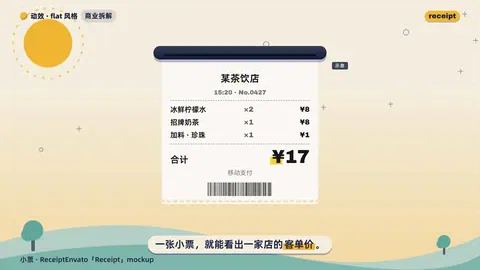 动效 · flat 风格 商业拆解 receipt
某茶饮店
示意
15:20 · No.0427
冰鲜柠檬水 ×2 ¥8
招牌奶茶 ×1 ¥8
加料 · 珍珠 ×1 ¥1
合计 ¥17
移动支付
一张小票，就能看出一家店的客单价。
小票 · ReceiptEnvato「Receipt」mockup